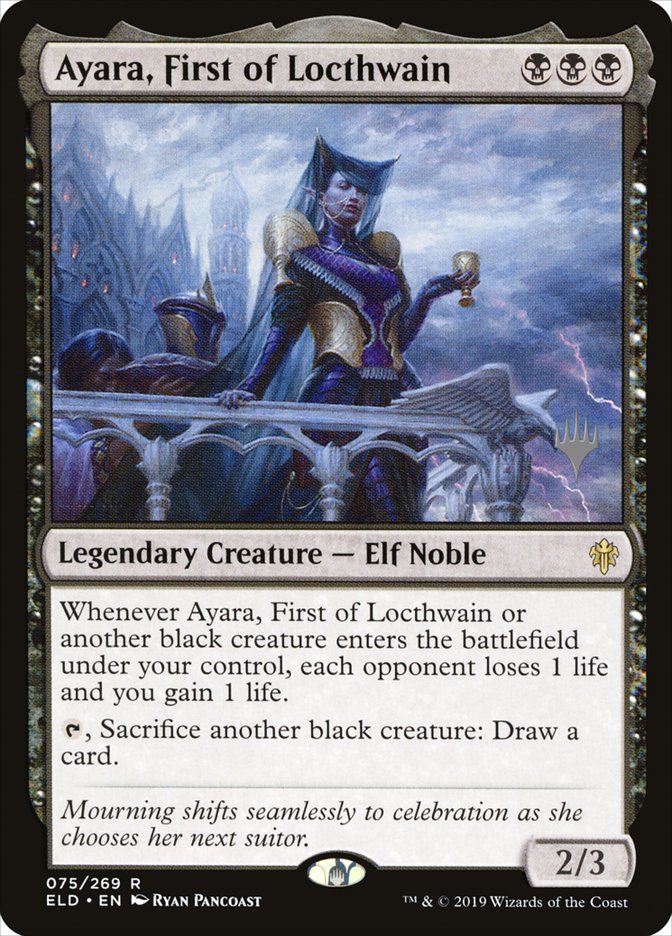 Ayara, First of Locthwain
Legendary Creature — Elf Noble
Whenever Ayara, First of Locthwain or
another black creature enters the battlefield
under your control, each opponent loses 1 life
and you gain 1 life.
, Sacrifice another black creature: Draw a
card.
Mourning shifts seamlessly to celebration as she
chooses her next suitor.
2/3
075/269 R
ELD • EN Ryan Pancoast
™ & © 2019 Wizards of the Coast